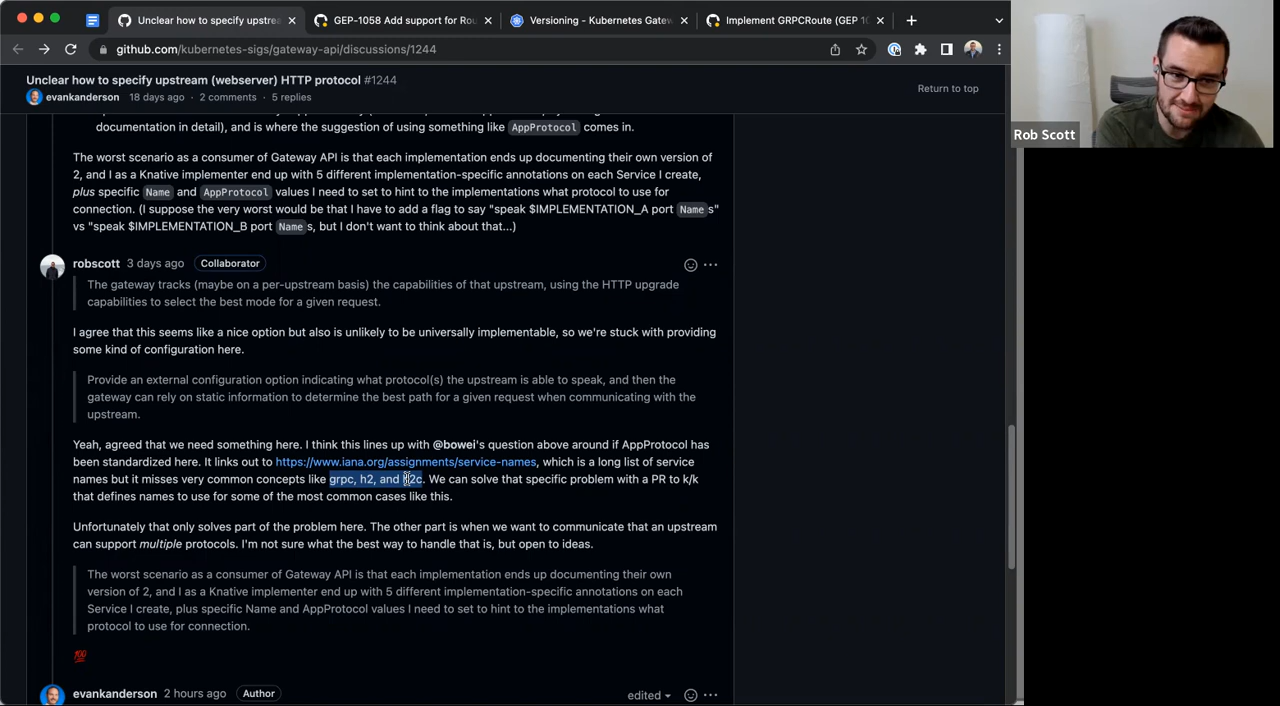 Unclear how to specify upstrea
GEP-1058 Add support for Rou
Versioning - Kubernetes Gatew
Implement GRPCRoute (GEP 1
github.com/kubernetes-sigs/gateway-api/discussions/1244
Unclear how to specify upstream (webserver) HTTP protocol #1244
evankanderson 18 days ago · 2 comments · 5 replies
Return to top
documentation in detail), and is where the suggestion of using something like AppProtocol comes in.
The worst scenario as a consumer of Gateway API is that each implementation ends up documenting their own version of
2, and I as a Knative implementer end up with 5 different implementation-specific annotations on each Service I create,
plus specific Name and AppProtocol values I need to set to hint to the implementations what protocol to use for
connection. (I suppose the very worst would be that I have to add a flag to say "speak $IMPLEMENTATION_A port Name s"
vs "speak $IMPLEMENTATION_B port Name s, but I don't want to think about that...)
robscott 3 days ago Collaborator
The gateway tracks (maybe on a per-upstream basis) the capabilities of that upstream, using the HTTP upgrade
capabilities to select the best mode for a given request.
I agree that this seems like a nice option but also is unlikely to be universally implementable, so we're stuck with providing
some kind of configuration here.
Provide an external configuration option indicating what protocol(s) the upstream is able to speak, and then the
gateway can rely on static information to determine the best path for a given request when communicating with the
upstream.
Yeah, agreed that we need something here. I think this lines up with @bowei's question above around if AppProtocol has
been standardized here. It links out to https://www.iana.org/assignments/service-names, which is a long list of service
names but it misses very common concepts like grpc, h2, and h2c. We can solve that specific problem with a PR to k/k
that defines names to use for some of the most common cases like this.
Unfortunately that only solves part of the problem here. The other part is when we want to communicate that an upstream
can support multiple protocols. I'm not sure what the best way to handle that is, but open to ideas.
The worst scenario as a consumer of Gateway API is that each implementation ends up documenting their own
version of 2, and I as a Knative implementer end up with 5 different implementation-specific annotations on each
Service I create, plus specific Name and AppProtocol values I need to set to hint to the implementations what
protocol to use for connection.
💯
evankanderson 2 hours ago Author
edited
Rob Scott